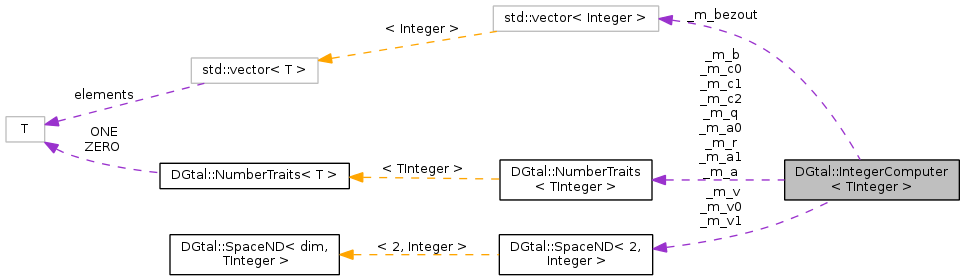 _m_bezout
std::vector< Integer >
< Integer >
std::vector< T >
elements
T
ONE
ZERO
DGtal::NumberTraits< T >
< TInteger >
DGtal::NumberTraits
< TInteger >
_m_b
_m_c0
_m_c1
_m_c2
_m_q
_m_a0
_m_r
_m_a1
_m_a
DGtal::IntegerComputer
< TInteger >
_m_v
_m_v0
_m_v1
DGtal::SpaceND< dim,
TInteger >
< 2, Integer >
DGtal::SpaceND< 2,
Integer >